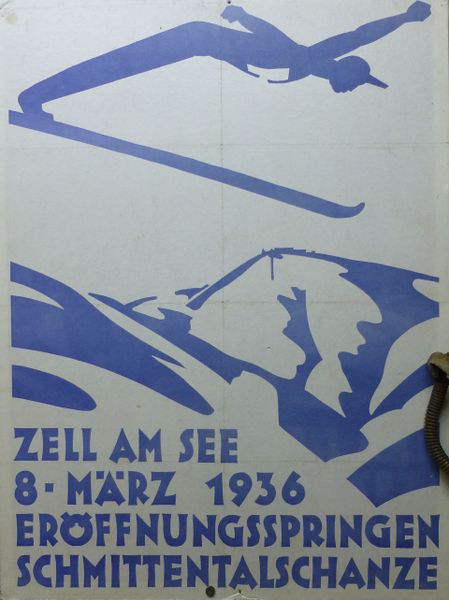 ZELL AM SEE
8 - MÄRZ 1936
ERÖFFNUNGSSPRINGEN
SCHMITTENTALSCHANZE